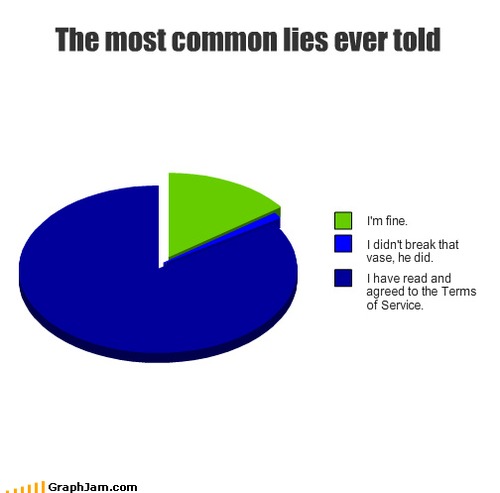 The most common lies ever told
I'm fine.
I didn't break that
vase, he did.
I have read and
agreed to the Terms
of Service.
GraphJam.com